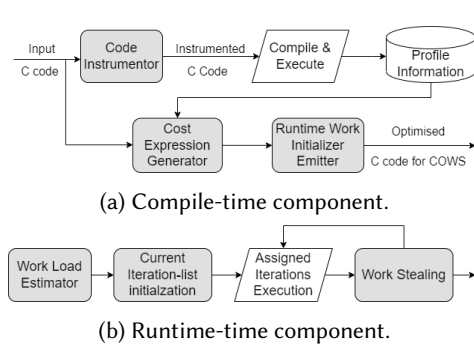 Input
C code
Code
Instrumentor
Instrumented
C Code
Compile &
Execute
Profile
Information
Cost
Expression
Generator
Runtime Work
Initializer
Emitter
Optimised
C code for COWS
(a) Compile-time component.
Work Load
Estimator
Current
Iteration-list
initialzation
Assigned
Iterations
Execution
Work Stealing
(b) Runtime-time component.